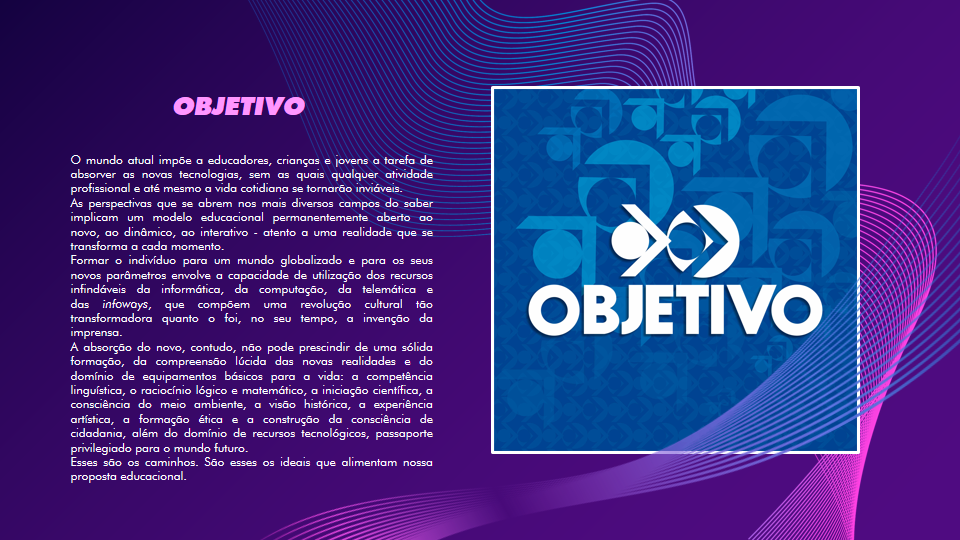 OBJETIVO
O mundo atual impõe a educadores, crianças e jovens a tarefa de
absorver as novas tecnologias, sem as quais qualquer atividade
profissional e até mesmo a vida cotidiana se tornarão inviáveis.
As perspectivas que se abrem nos mais diversos campos do saber
implicam um modelo educacional permanentemente aberto ao
novo, ao dinâmico, ao interativo - atento a uma realidade que se
transforma a cada momento.
Formar o indivíduo para um mundo globalizado e para os seus
novos parâmetros envolve a capacidade de utilização dos recursos
infindáveis da informática, da computação, da telemática e
das infoways, que compõem uma revolução cultural tão
transformadora quanto o foi, no seu tempo, a invenção da
imprensa.
A absorção do novo, contudo, não pode prescindir de uma sólida
formação, da compreensão lúcida das novas realidades e do
domínio de equipamentos básicos para a vida: a competência
linguística, o raciocínio lógico e matemático, a iniciação científica, a
consciência do meio ambiente, a visão histórica, a experiência
artística, a formação ética e a construção da consciência de
cidadania, além do domínio de recursos tecnológicos, passaporte
privilegiado para o mundo futuro.
Esses são os caminhos. São esses os ideais que alimentam nossa
proposta educacional.
OBJETIVO